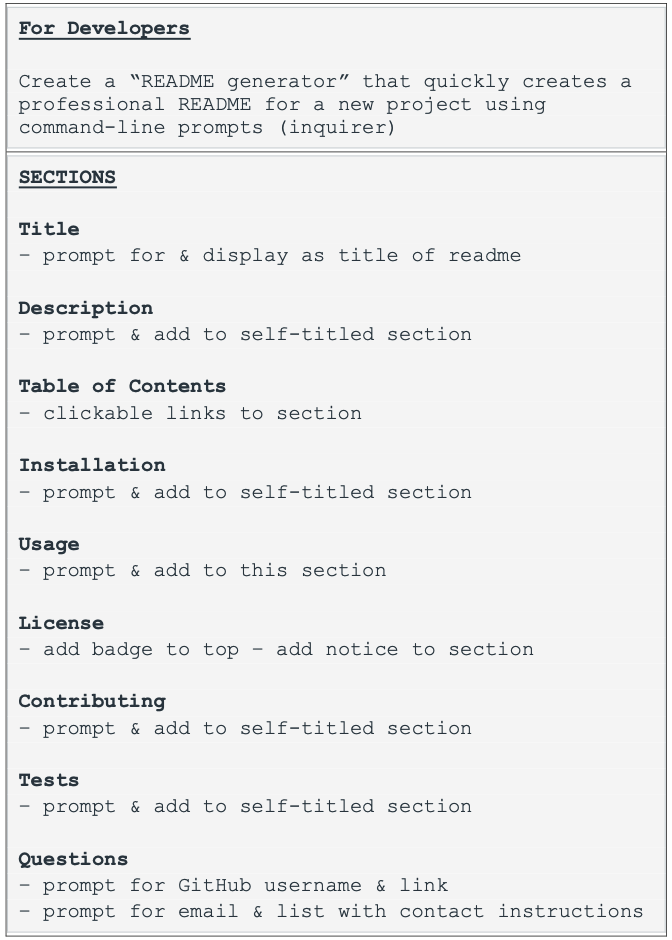 For Developers
Create a “README generator” that quickly creates a
professional README for a new project using
command-line prompts (inquirer)
SECTIONS
Title
– prompt for & display as title of readme
Description
– prompt & add to self-titled section
Table of Contents
– clickable links to section
Installation
– prompt & add to self-titled section
Usage
– prompt & add to this section
License
– add badge to top – add notice to section
Contributing
– prompt & add to self-titled section
Tests
– prompt & add to self-titled section
Questions
– prompt for GitHub username & link
– prompt for email & list with contact instructions